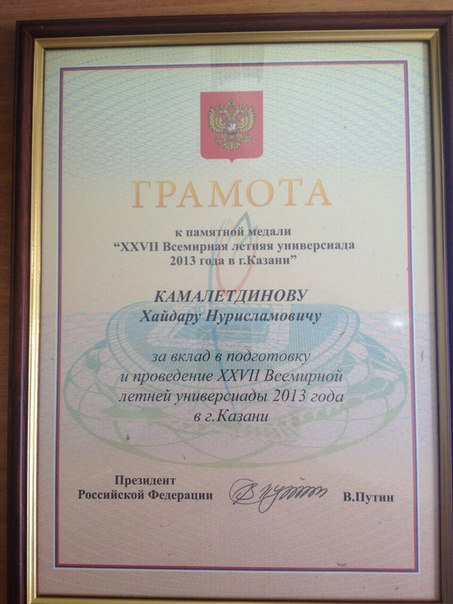 ГРАМОТА
к памятной медали
“XXVII Всемирная летняя универсиада
2013 года в г.Казани”
КАМАЛЕТДИНОВУ
Хайдару Нурисламовичу
за вклад в подготовку
и проведение XXVII Всемирной
летней универсиады 2013 года
в г.Казани
Президент
Российской Федерации
В.Путин